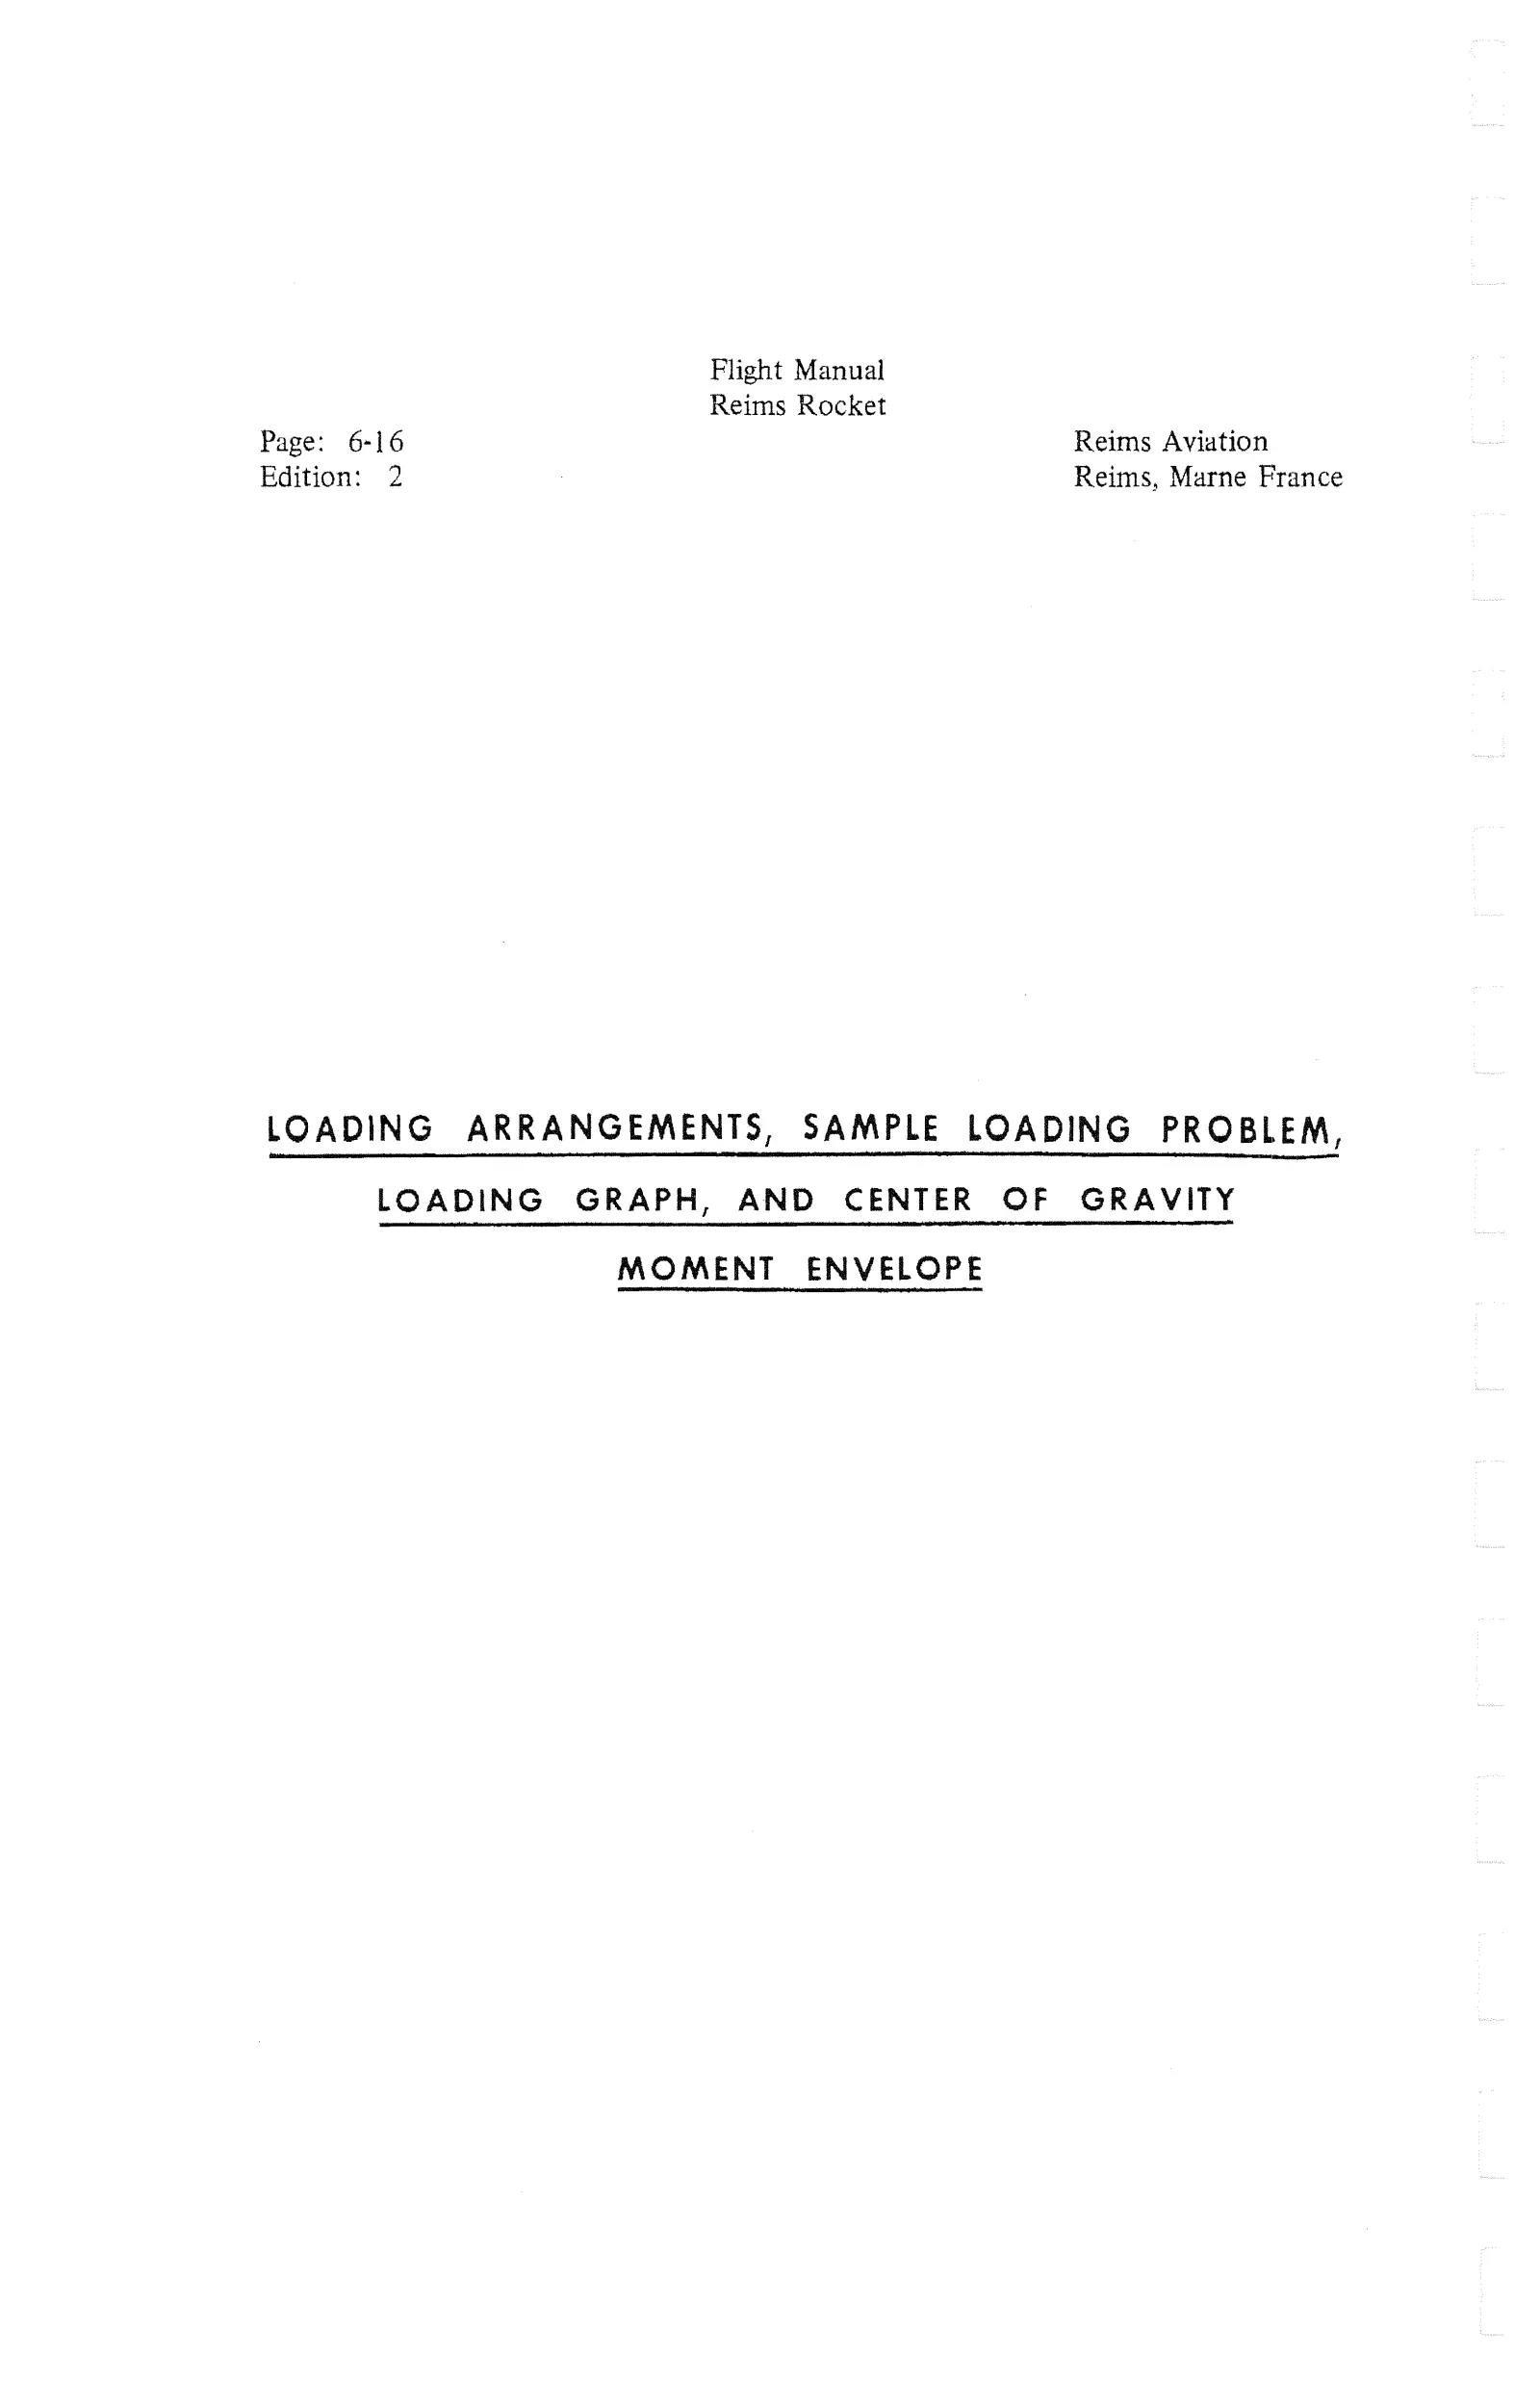 Flight Manual
Reims Rocket
Page: 6-16
Edition: 2
Reims Aviation
Reims, Marne France
LOADING ARRANGEMENTS, SAMPLE LOADING PROBLEM,
LOADING GRAPH, AND CENTER OF GRAVITY
MOMENT ENVELOPE